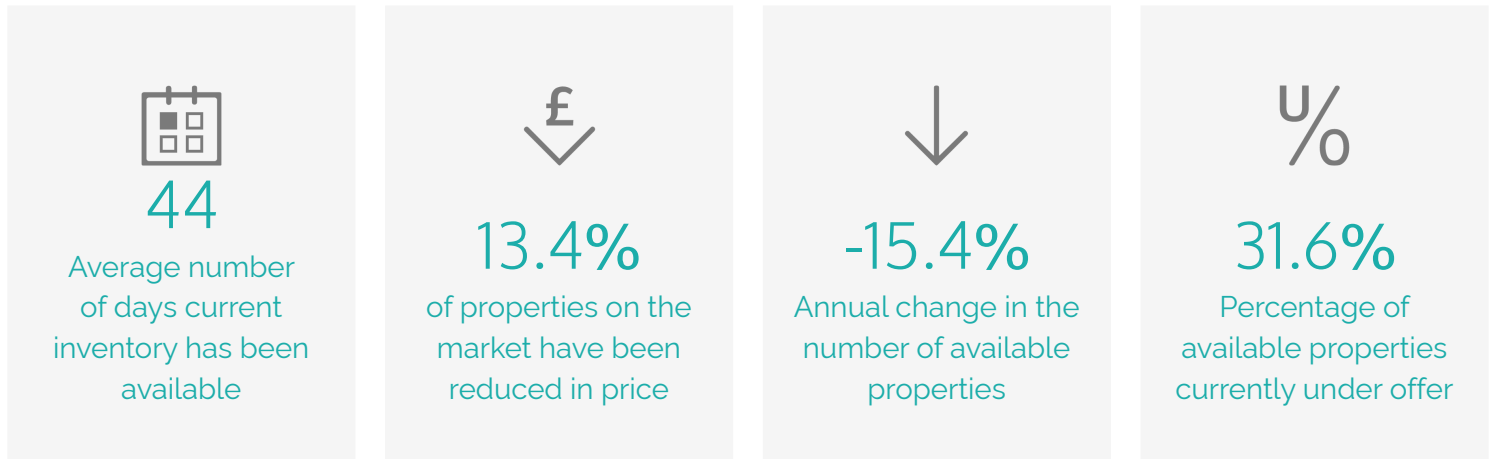 44
Average number
of days current
inventory has been
available
£
13.4%
of properties on the
market have been
reduced in price
-15.4%
Annual change in the
number of available
properties
U%
31.6%
Percentage of
available properties
currently under offer